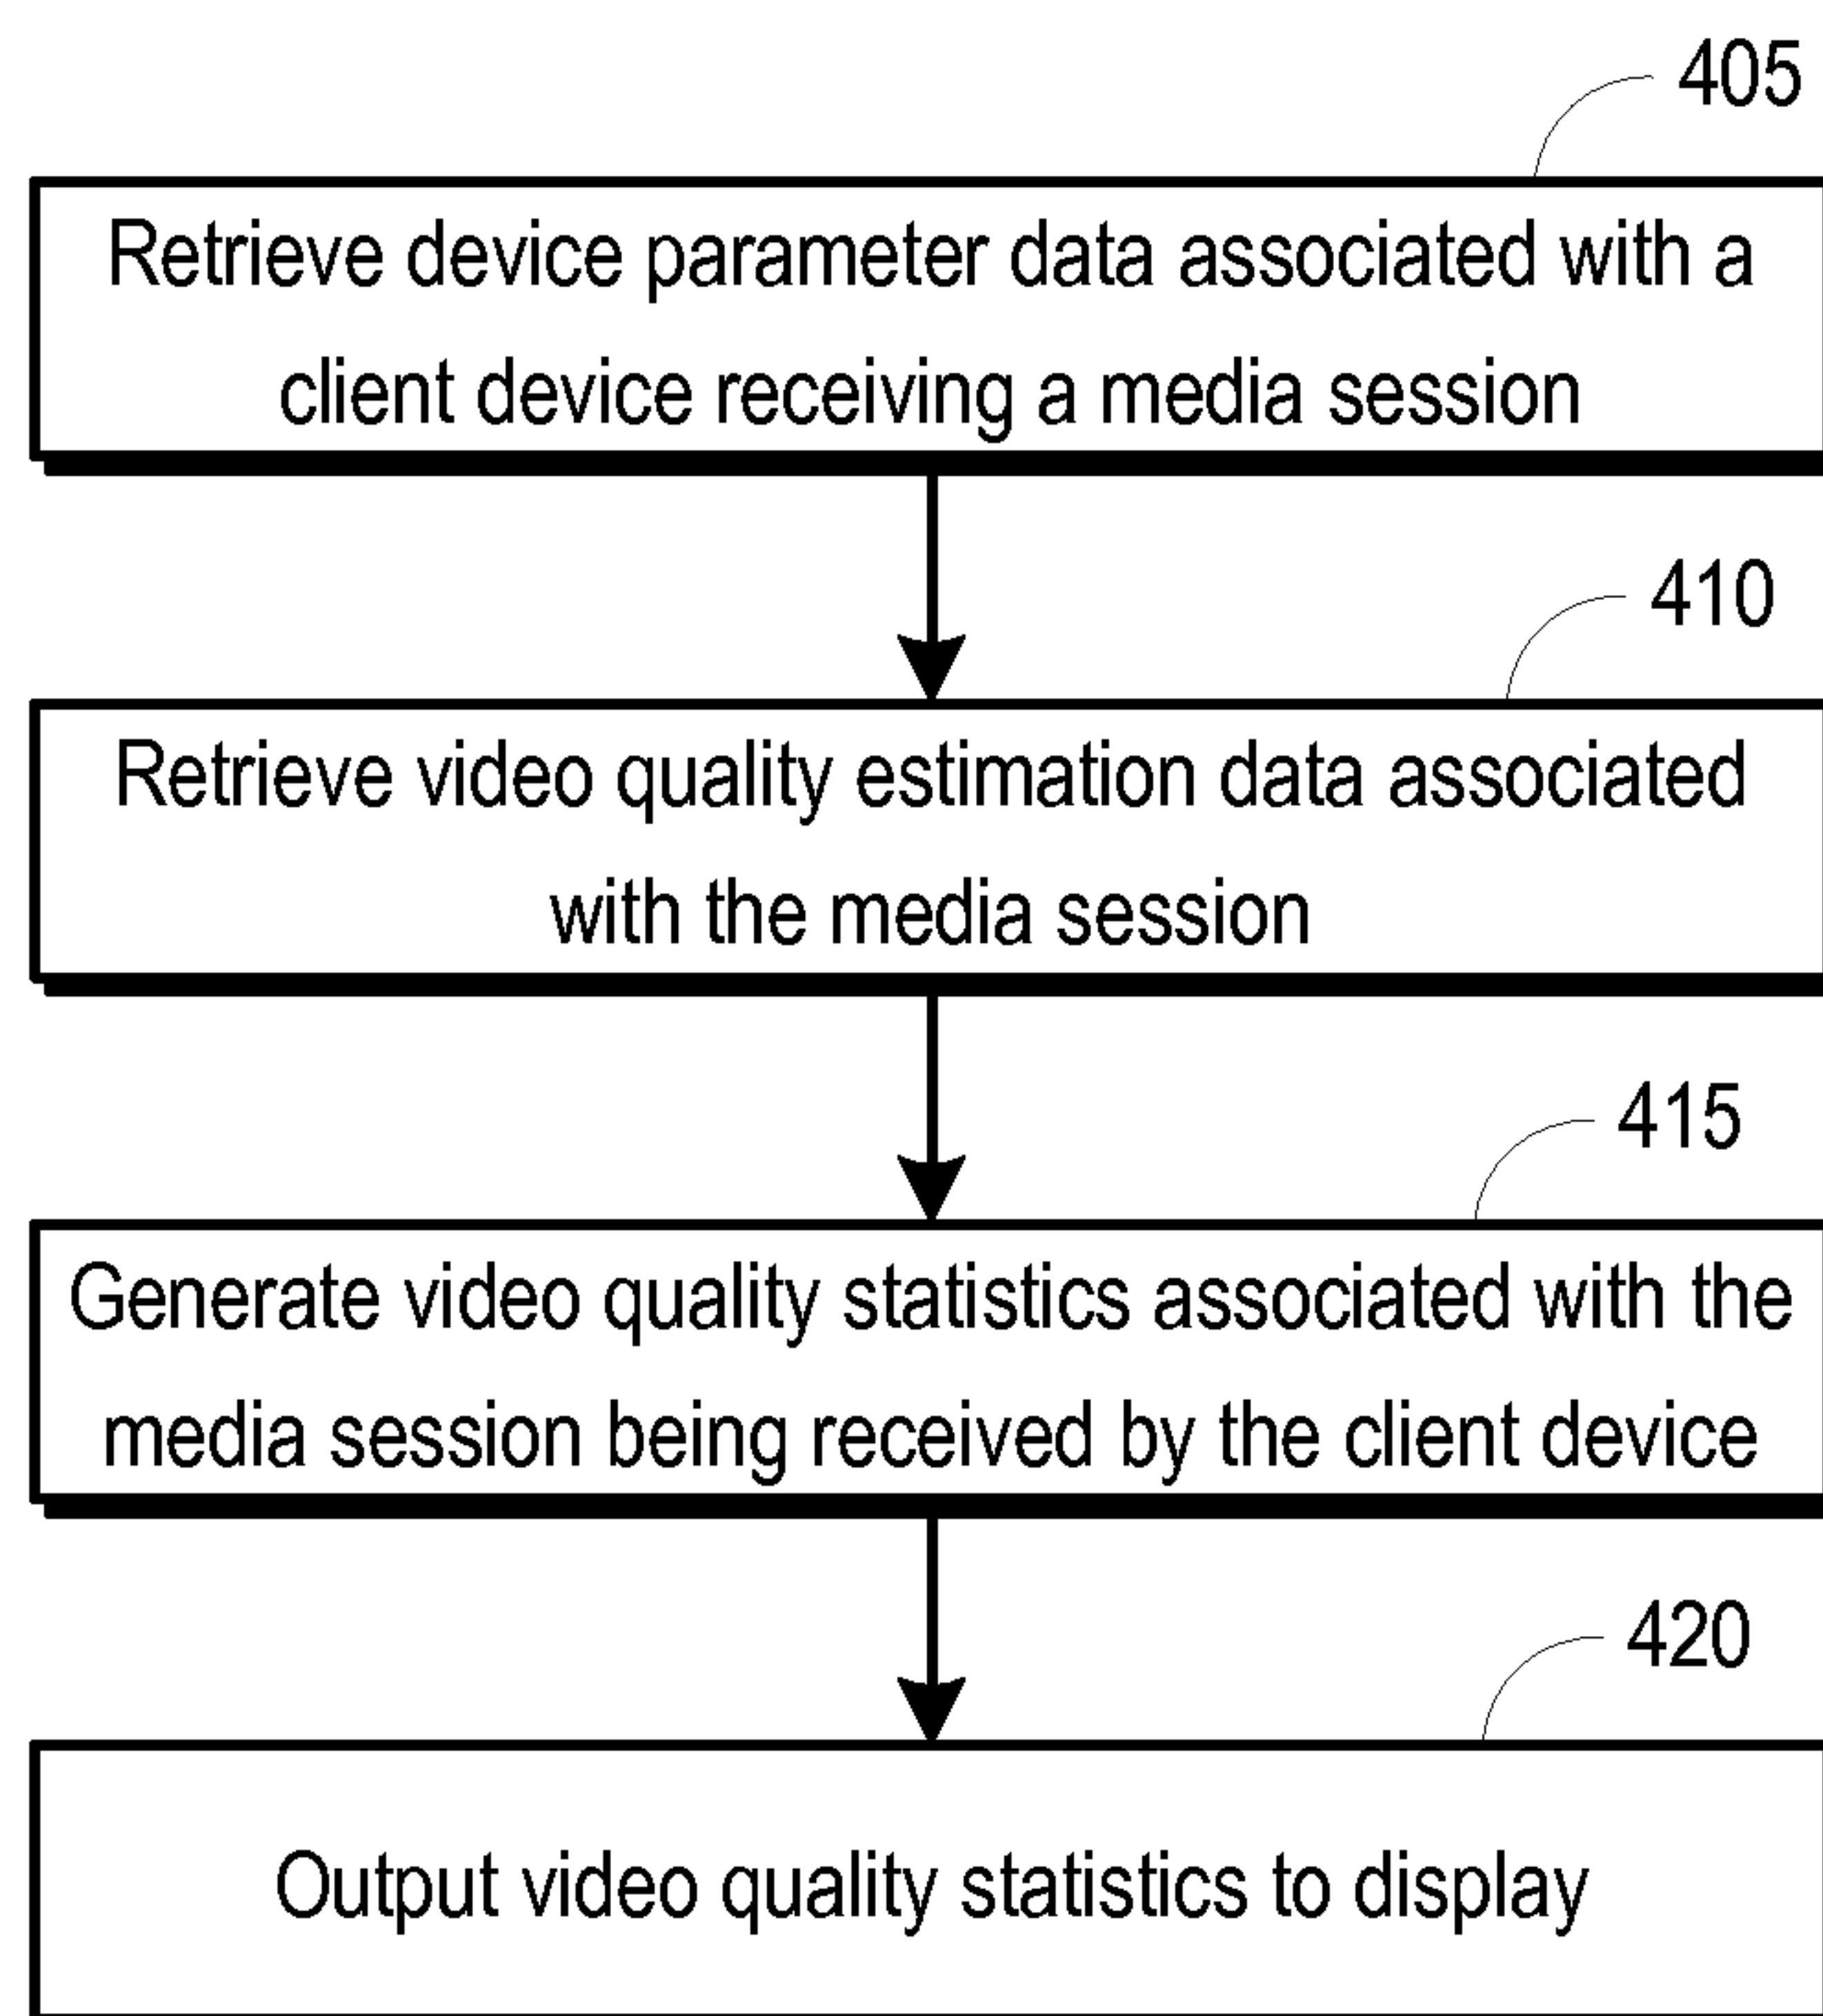 405
Retrieve device parameter data associated with a
client device receiving a media session
410
Retrieve video quality estimation data associated
with the media session
415
Generate video quality statistics associated with the
media session being received by the client device
420
Output video quality statistics to display